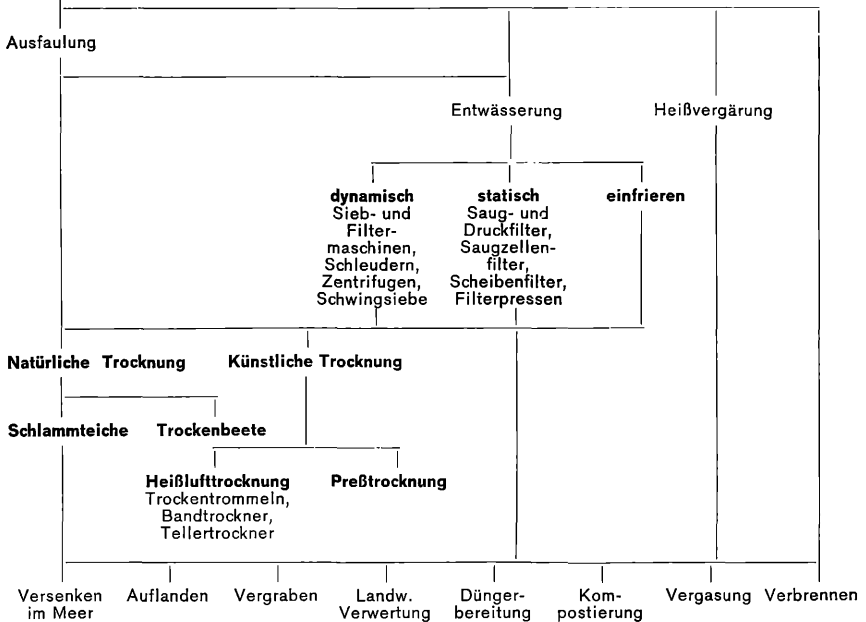 Ausfaulung
Entwässerung
Heißvergärung
dynamisch
Sieb- und
Filter-
maschinen,
Schleudern,
Zentrifugen,
Schwingsiebe
statisch
Saug- und
Druckfilter,
Saugzellen-
filter,
Scheibenfilter,
Filterpressen
einfrieren
Natürliche Trocknung
Künstliche Trocknung
Schlammteiche
Trockenbeete
Heißlufttrocknung
Trockentrommeln,
Bandtrockner,
Tellertrockner
Preßtrocknung
Versenken
im Meer
Auflanden
Vergraben
Landw.
Verwertung
Dünger-
bereitung
Kom-
postierung
Vergasung
Verbrennen